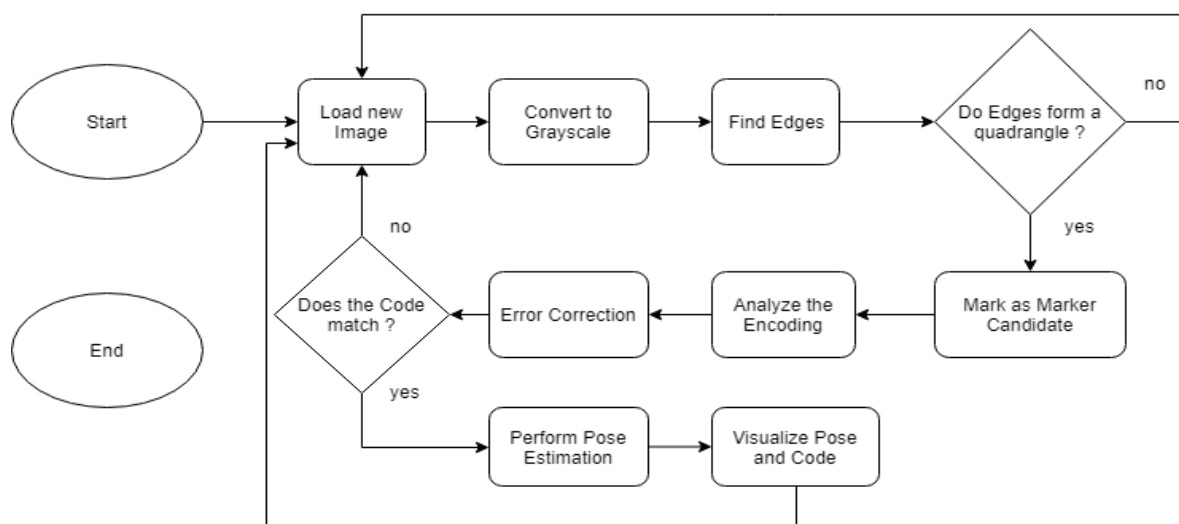 Start
Load new
Image
Convert to
Grayscale
Find Edges
Do Edges form a
quadrangle ?
no
yes
Mark as Marker
Candidate
Analyze the
Encoding
Error Correction
Does the Code
match ?
no
yes
Perform Pose
Estimation
Visualize Pose
and Code
End